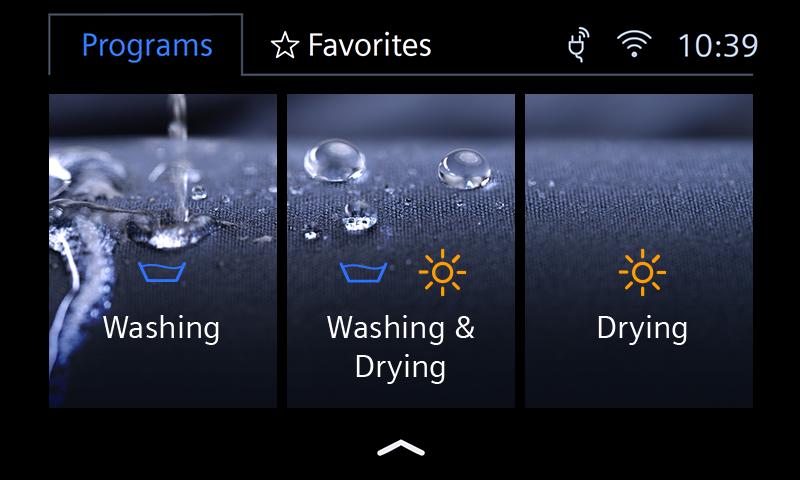 Programs
Favorites
10:39
Washing
Washing &
Drying
Drying